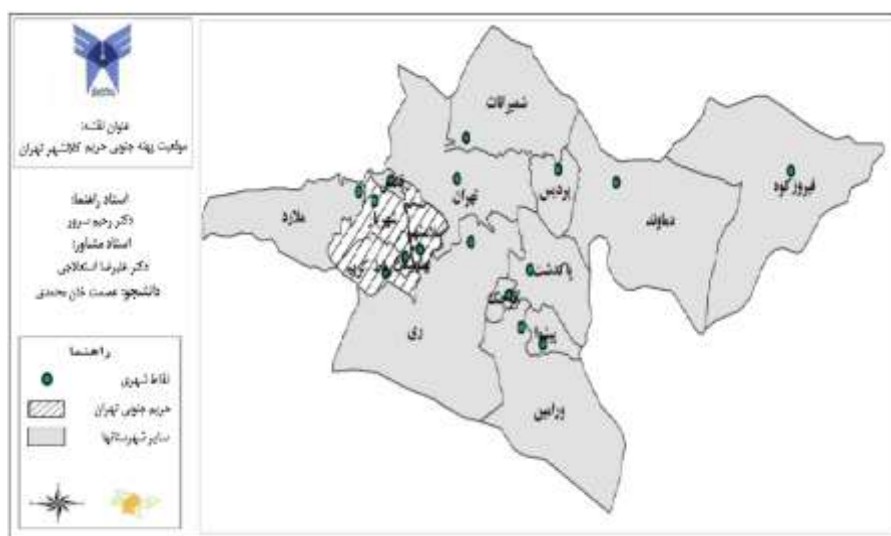 عنوان نقشه:
موقعیت پهنه جنوبی حریم کلانشهر تهران
استاد راهنما:
دکتر رحیم سرور
استاد مشاور:
دکتر علیرضا استعلاجی
دانشجو: عصمت خان محمدی
راهنما
نقاط شهری
حریم جنوبی تهران
سایر شهرستانها
شمیرانات
فیروزکوه
دماوند
پردیس
تهران
ملارد
پاکدشت
ری
پیشوا
ورامین